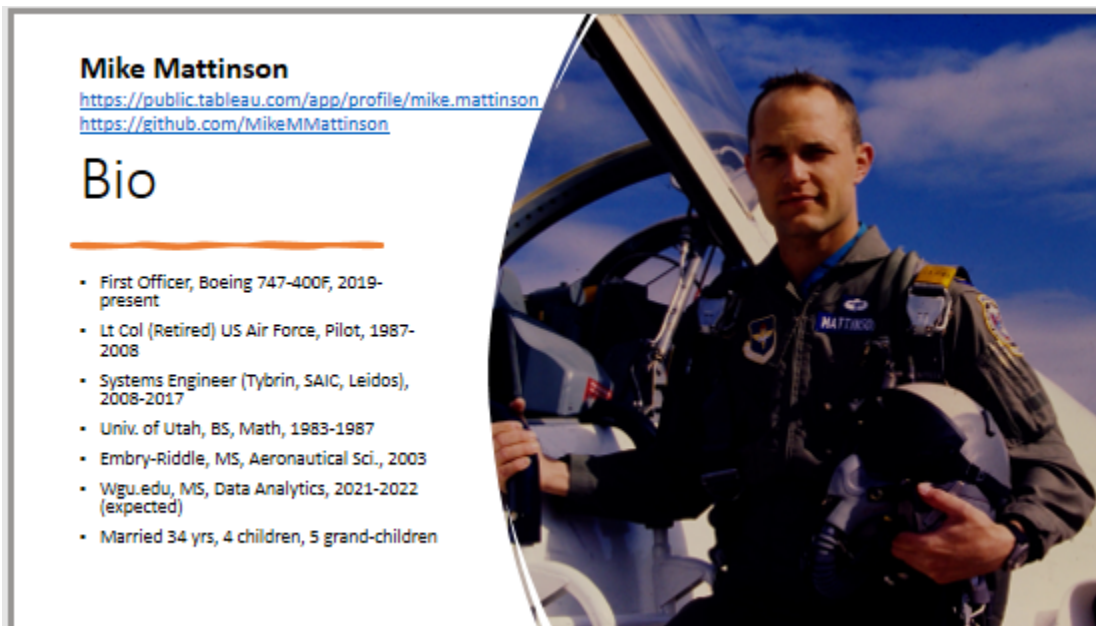 Mike Mattinson
https://public.tableau.com/app/profile/mike.mattinson
https://github.com/MikeMMattinson
Bio
▪ First Officer, Boeing 747-400F, 2019-
present
▪ Lt Col (Retired) US Air Force, Pilot, 1987-
2008
▪ Systems Engineer (Tybrin, SAIC, Leidos),
2008-2017
▪ Univ. of Utah, BS, Math, 1983-1987
▪ Embry-Riddle, MS, Aeronautical Sci., 2003
▪ Wgu.edu, MS, Data Analytics, 2021-2022
(expected)
▪ Married 34 yrs, 4 children, 5 grand-children
MATTINSON